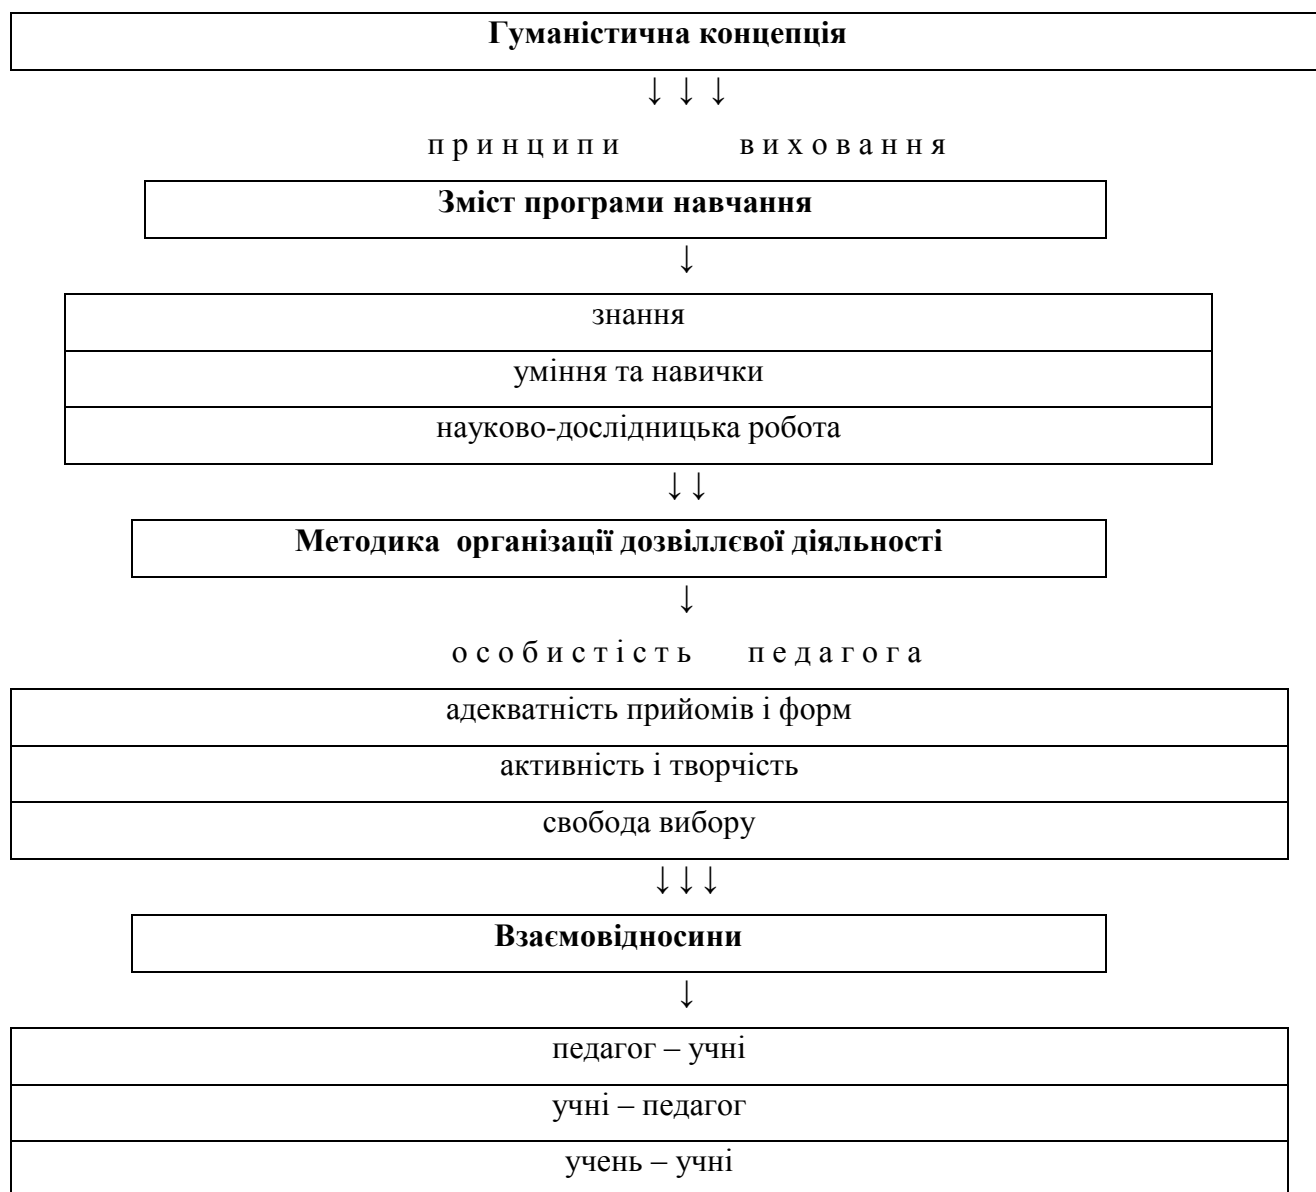 Гуманістична концепція
↓ ↓ ↓
п р и н ц и п и в и х о в а н н я
Зміст програми навчання
↓
знання
уміння та навички
науково-дослідницька робота
↓↓
Методика організації дозвіллєвої діяльності
↓
о с о б и с т і с т ь п е д а г о г а
адекватність прийомів і форм
активність і творчість
свобода вибору
↓↓↓
Взаємовідносини
↓
педагог – учні
учні – педагог
учень – учні